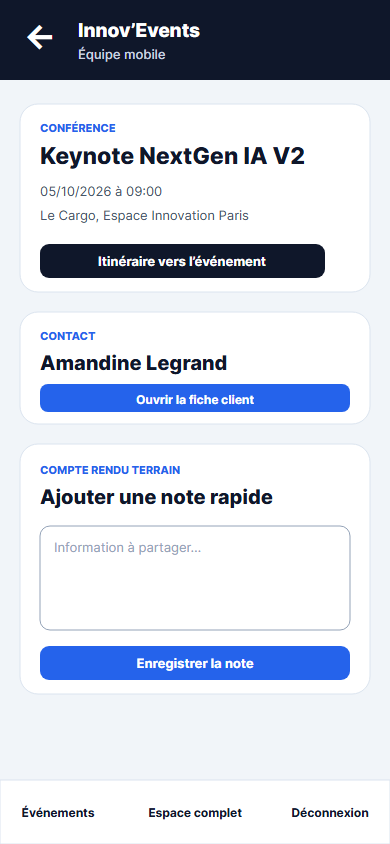 Innov’Events
Équipe mobile
CONFÉRENCE
Keynote NextGen IA V2
05/10/2026 à 09:00
Le Cargo, Espace Innovation Paris
Itinéraire vers l’événement
CONTACT
Amandine Legrand
Ouvrir la fiche client
COMPTE RENDU TERRAIN
Ajouter une note rapide
Information à partager...
Enregistrer la note
Événements Espace complet Déconnexion